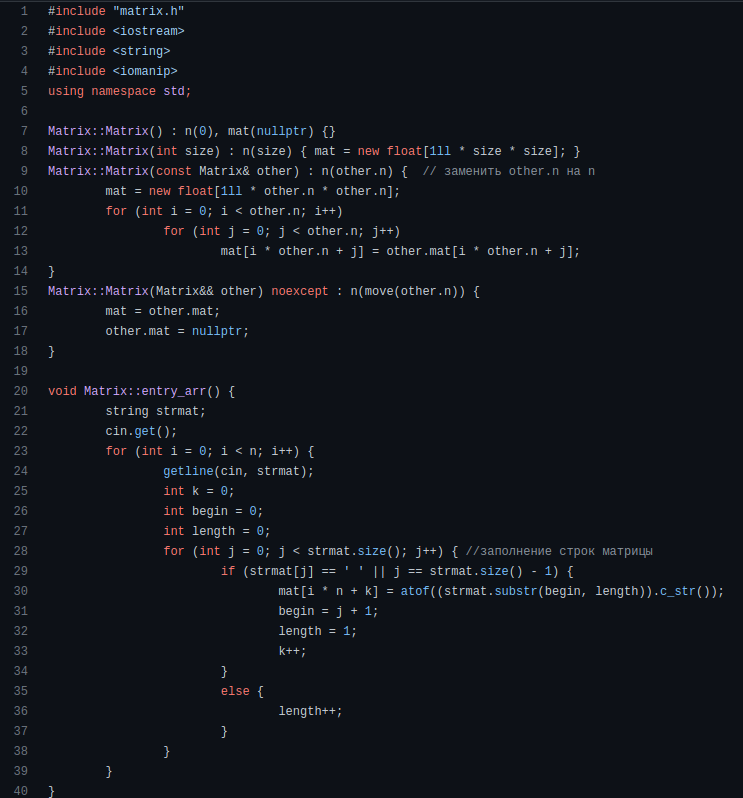 1 #include "matrix.h"
2 #include <iostream>
3 #include <string>
4 #include <iomanip>
5 using namespace std;
6
7 Matrix::Matrix() : n(0), mat(nullptr) {}
8 Matrix::Matrix(int size) : n(size) { mat = new float[1ll * size * size]; }
9 Matrix::Matrix(const Matrix& other) : n(other.n) {  // заменить other.n на n
10         mat = new float[1ll * other.n * other.n];
11         for (int i = 0; i < other.n; i++)
12                 for (int j = 0; j < other.n; j++)
13                         mat[i * other.n + j] = other.mat[i * other.n + j];
14 }
15 Matrix::Matrix(Matrix&& other) noexcept : n(move(other.n)) {
16         mat = other.mat;
17         other.mat = nullptr;
18 }
19
20 void Matrix::entry_arr() {
21         string strmat;
22         cin.get();
23         for (int i = 0; i < n; i++) {
24                 getline(cin, strmat);
25                 int k = 0;
26                 int begin = 0;
27                 int length = 0;
28                 for (int j = 0; j < strmat.size(); j++) { //заполнение строк матрицы
29                         if (strmat[j] == ' ' || j == strmat.size() - 1) {
30                                 mat[i * n + k] = atof((strmat.substr(begin, length)).c_str());
31                                 begin = j + 1;
32                                 length = 1;
33                                 k++;
34                         }
35                         else {
36                                 length++;
37                         }
38                 }
39         }
40 }